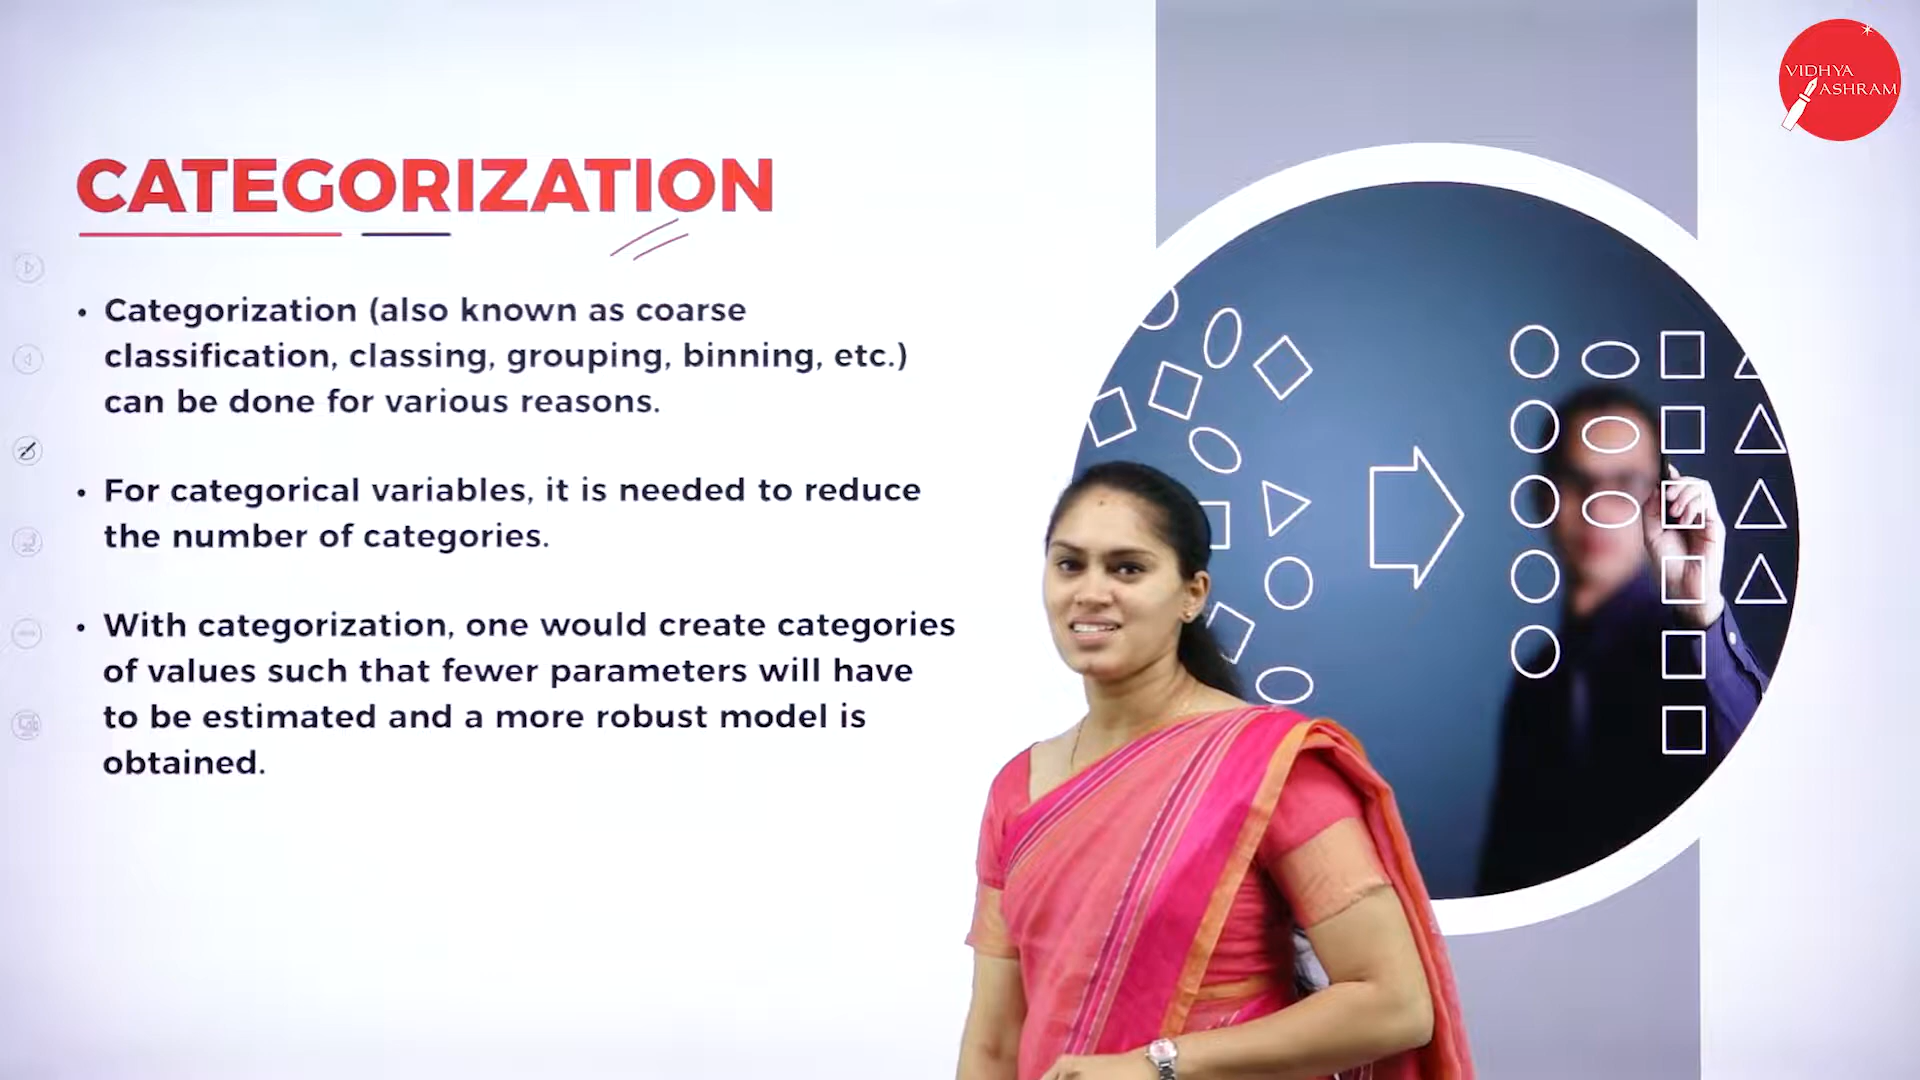 VIDHYA
ASHRAM
CATEGORIZATION
• Categorization (also known as coarse
classification, classing, grouping, binning, etc.)
can be done for various reasons.
• For categorical variables, it is needed to reduce
the number of categories.
• With categorization, one would create categories
of values such that fewer parameters will have
to be estimated and a more robust model is
obtained.